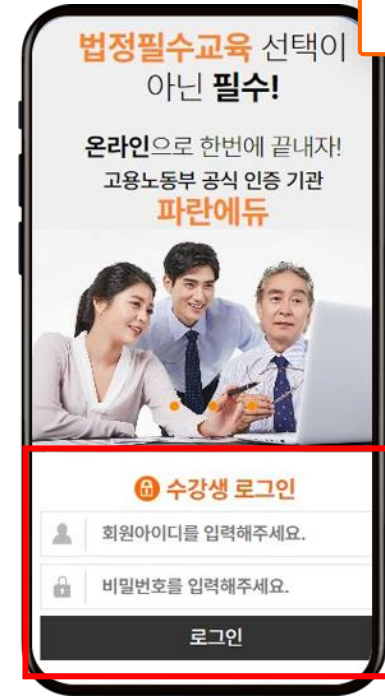 법정필수교육 선택이
아닌 필수!
온라인으로 한번에 끝내자!
고용노동부 공식 인증 기관
파란에듀
수강생 로그인
회원아이디를 입력해주세요.
비밀번호를 입력해주세요.
로그인